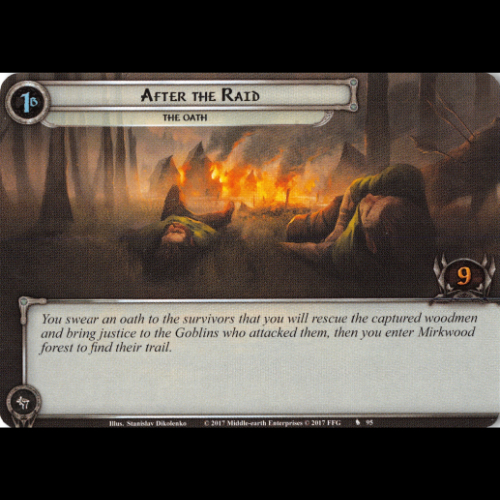 1B
AFTER THE RAID
THE OATH
9
You swear an oath to the survivors that you will rescue the captured woodmen
and bring justice to the Goblins who attacked them, then you enter Mirkwood
forest to find their trail.
Illus. Stanislav Dikolenko © 2017 Middle-earth Enterprises © 2017 FFG 95